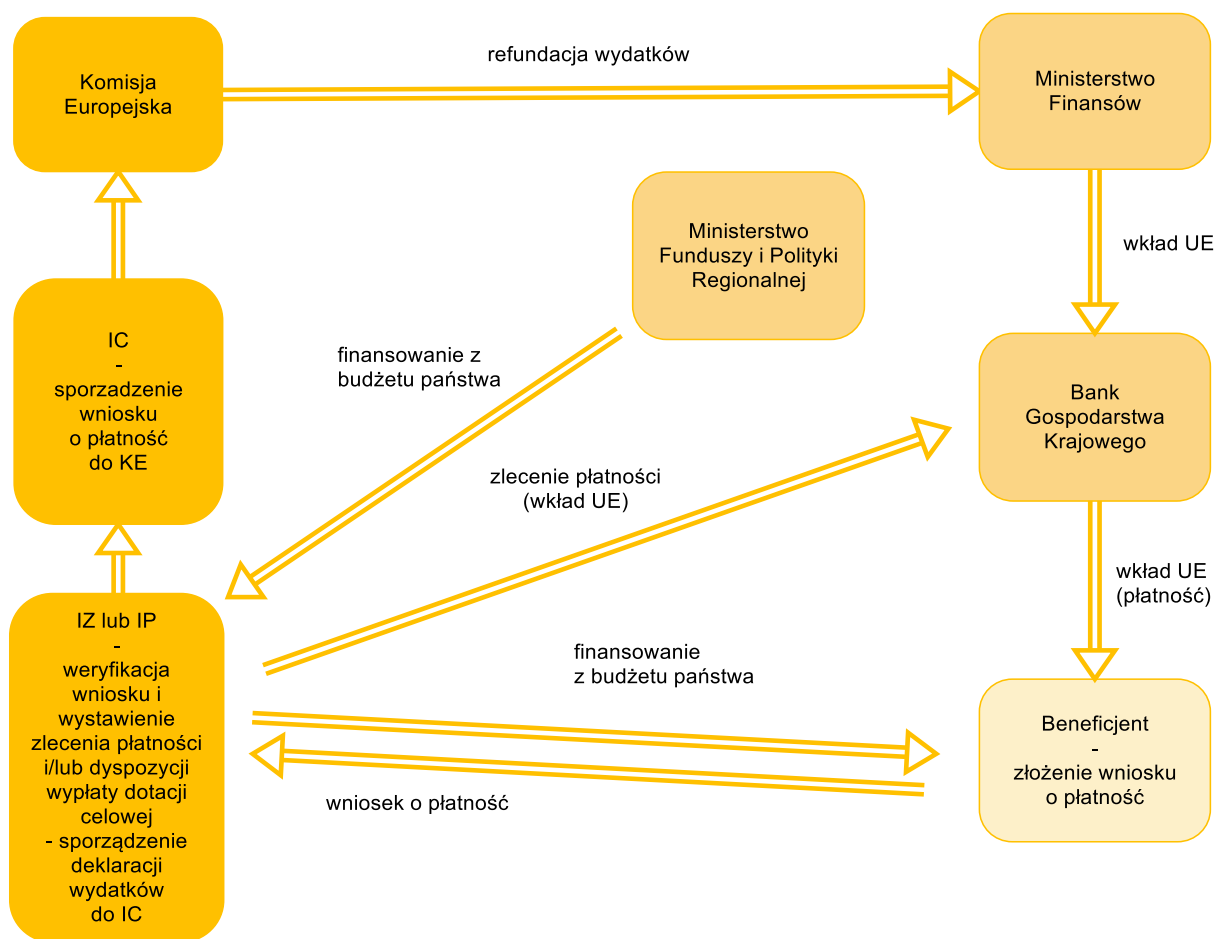 refundacja wydatków
Komisja
Europejska
Ministerstwo
Finansów
Ministerstwo
Funduszy i Polityki
Regionalnej
wkład UE
IC
-
sporzadzenie
wniosku
o płatność
do KE
finansowanie z
budżetu państwa
Bank
Gospodarstwa
Krajowego
zlecenie płatności
(wkład UE)
wkład UE
(płatność)
IZ lub IP
-
weryfikacja
wniosku i
wystawienie
zlecenia płatności
i/lub dyspozycji
wypłaty dotacji
celowej
- sporządzenie
deklaracji
wydatków
do IC
finansowanie
z budżetu państwa
Beneficjent
-
złożenie wniosku
o płatność
wniosek o płatność